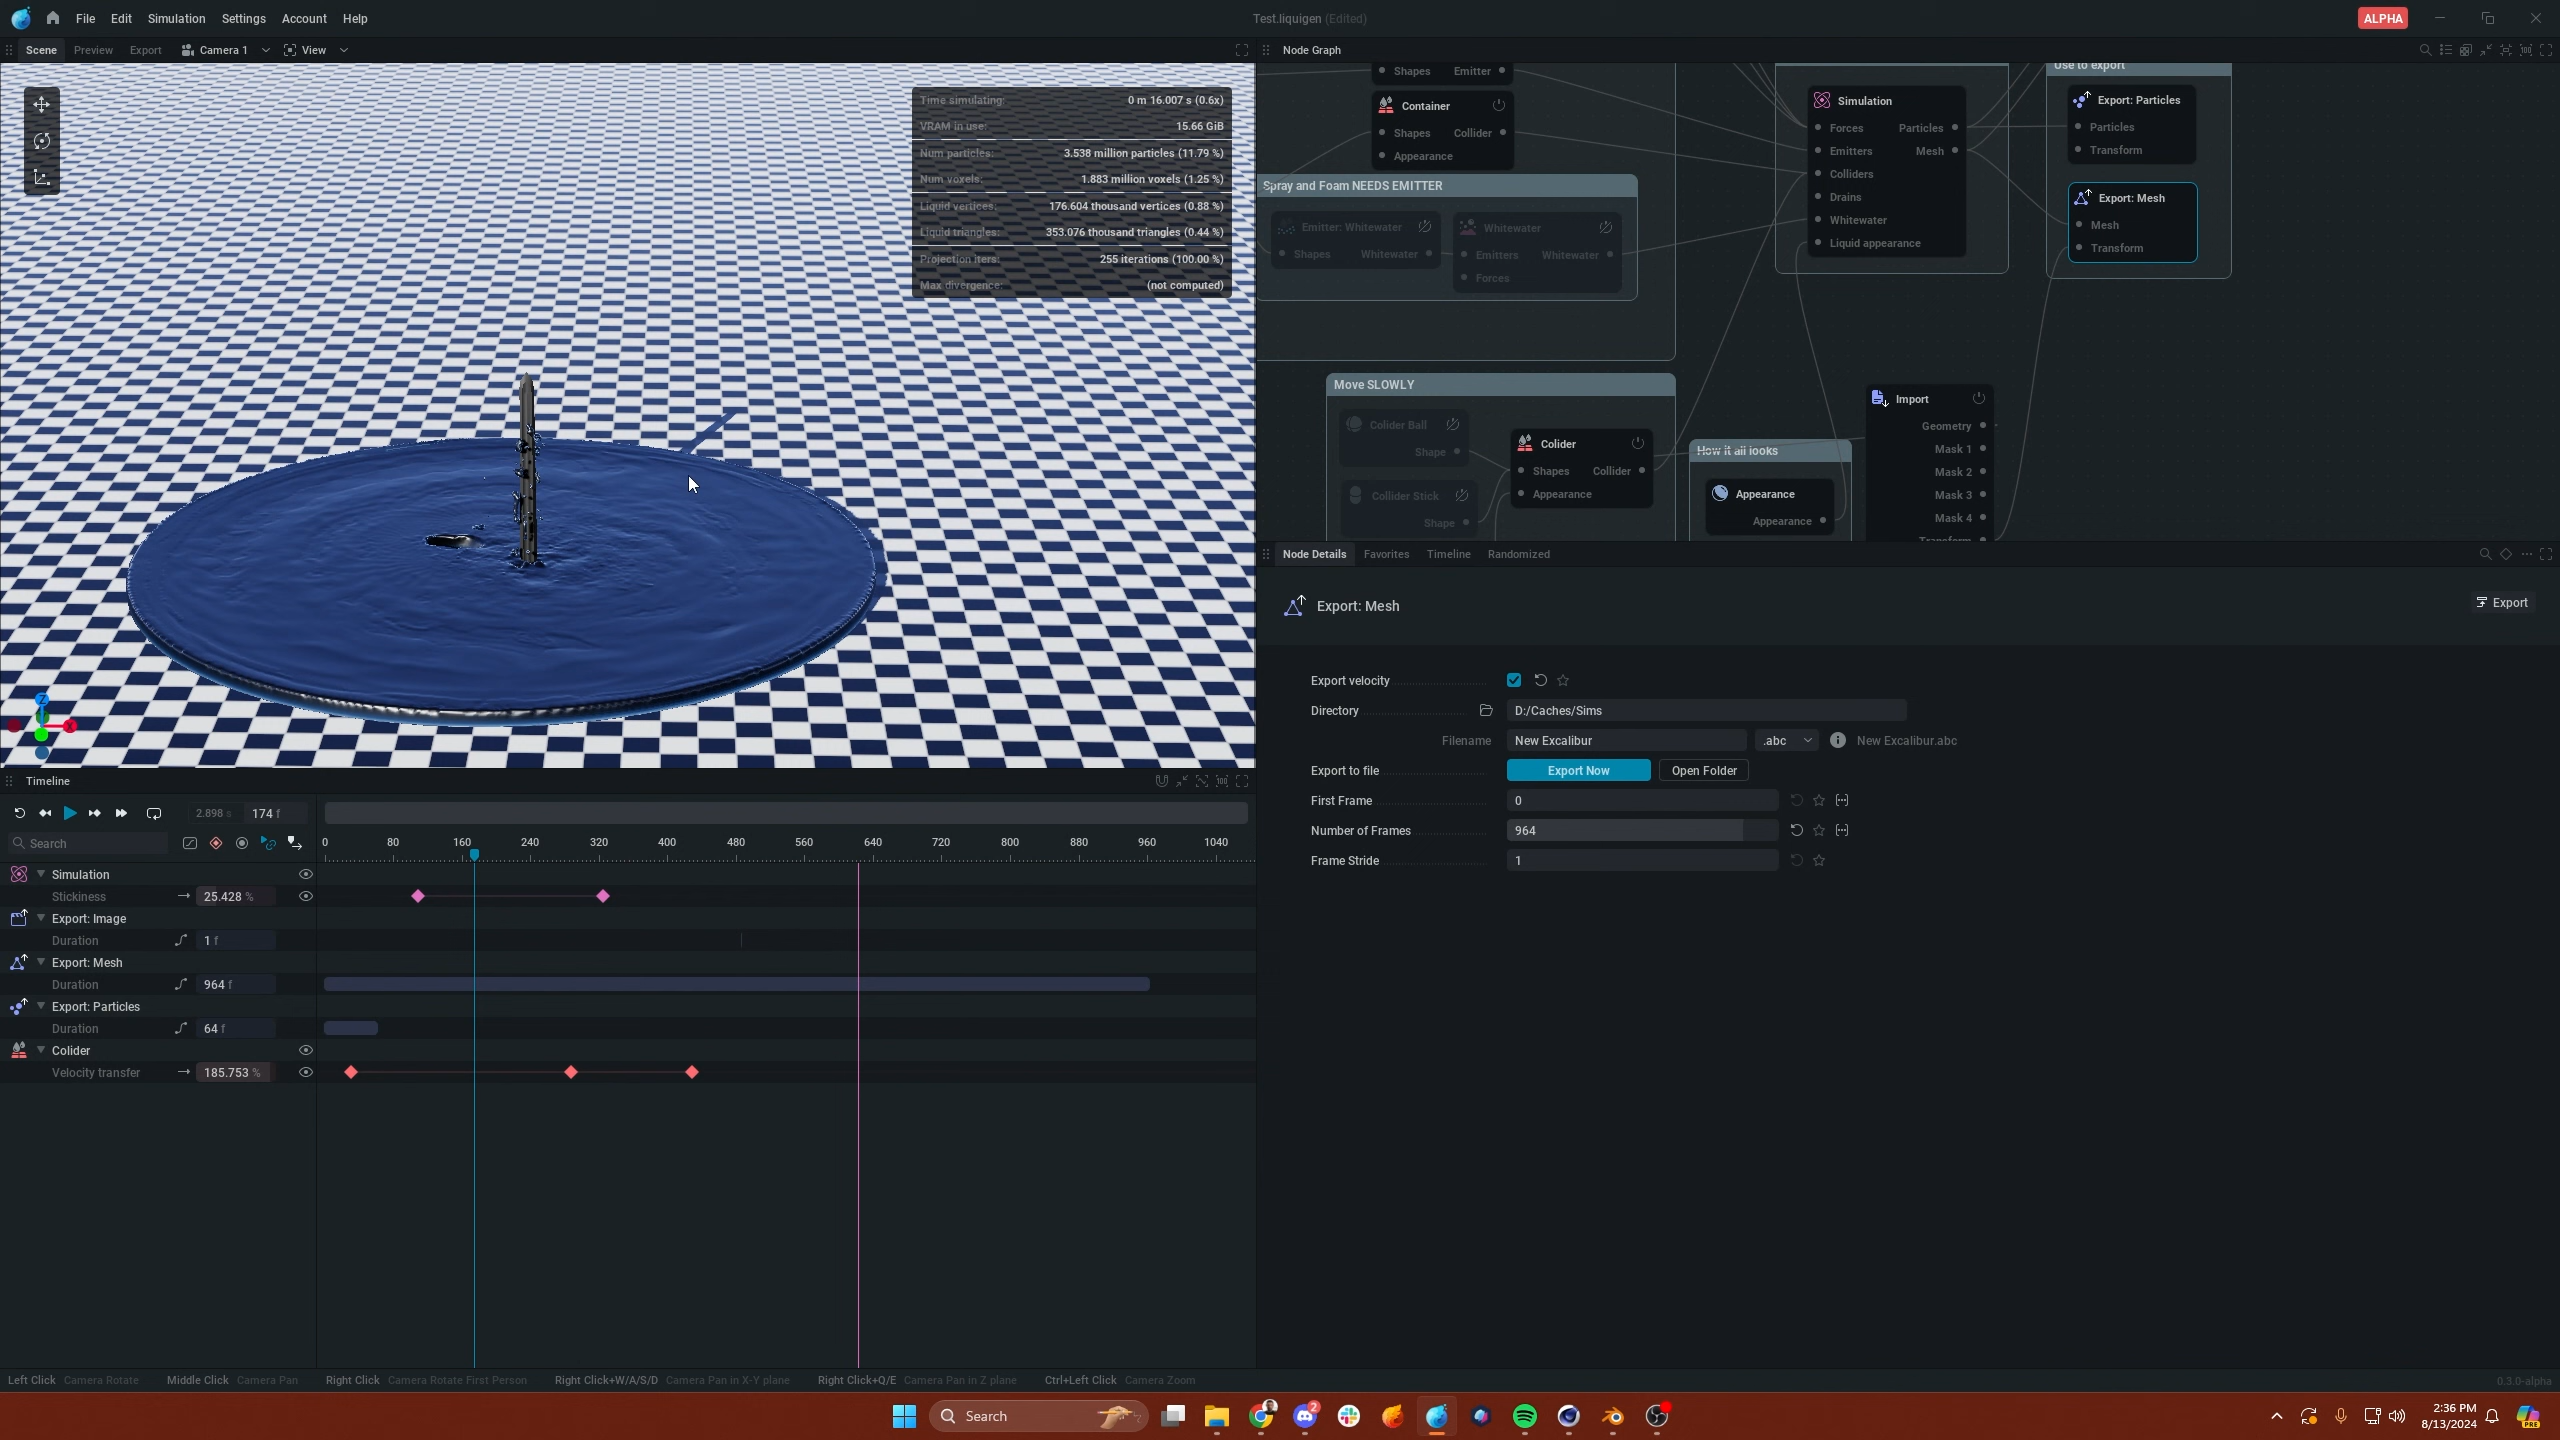 File Edit Simulation Settings Account Help
Test.liquigen (Edited)
ALPHA
Scene Preview Export Camera 1 View
Time simulating: 0 m 16.007 s (0.6x)
VRAM in use: 15.66 GiB
Num particles: 3.538 million particles (11.79 %)
Num voxels: 1.883 million voxels (1.25 %)
Liquid vertices: 176.604 thousand vertices (0.88 %)
Liquid triangles: 353.076 thousand triangles (0.44 %)
Projection iters: 255 iterations (100.00 %)
Max divergence: (not computed)
Z
X
Node Graph
Shapes Emitter
Container
Shapes Collider
Appearance
Spray and Foam NEEDS EMITTER
Emitter: Whitewater
Shapes Whitewater
Whitewater
Emitters Whitewater
Forces
Simulation
Forces Particles
Emitters Mesh
Colliders
Drains
Whitewater
Liquid appearance
Use to export
Export: Particles
Particles
Transform
Export: Mesh
Mesh
Transform
Move SLOWLY
Colider Ball
Shape
Collider Stick
Shape
Colider
Shapes Collider
Appearance
How it all looks
Appearance
Appearance
Import
Geometry
Mask 1
Mask 2
Mask 3
Mask 4
Transform
Node Details Favorites Timeline Randomized
Export: Mesh
Export
Export velocity
Directory D:/Caches/Sims
Filename New Excalibur .abc New Excalibur.abc
Export to file Export Now Open Folder
First Frame 0
Number of Frames 964
Frame Stride 1
Timeline
2.898 s 174 f
Search
0 80 160 240 320 400 480 560 640 720 800 880 960 1040
Simulation
Stickiness 25.428 %
Export: Image
Duration 1 f
Export: Mesh
Duration 964 f
Export: Particles
Duration 64 f
Colider
Velocity transfer 185.753 %
Left Click Camera Rotate Middle Click Camera Pan Right Click Camera Rotate First Person Right Click+W/A/S/D Camera Pan in X-Y plane Right Click+Q/E Camera Pan in Z plane Ctrl+Left Click Camera Zoom
0.3.0-alpha
Search
2
2:36 PM
8/13/2024
PRE